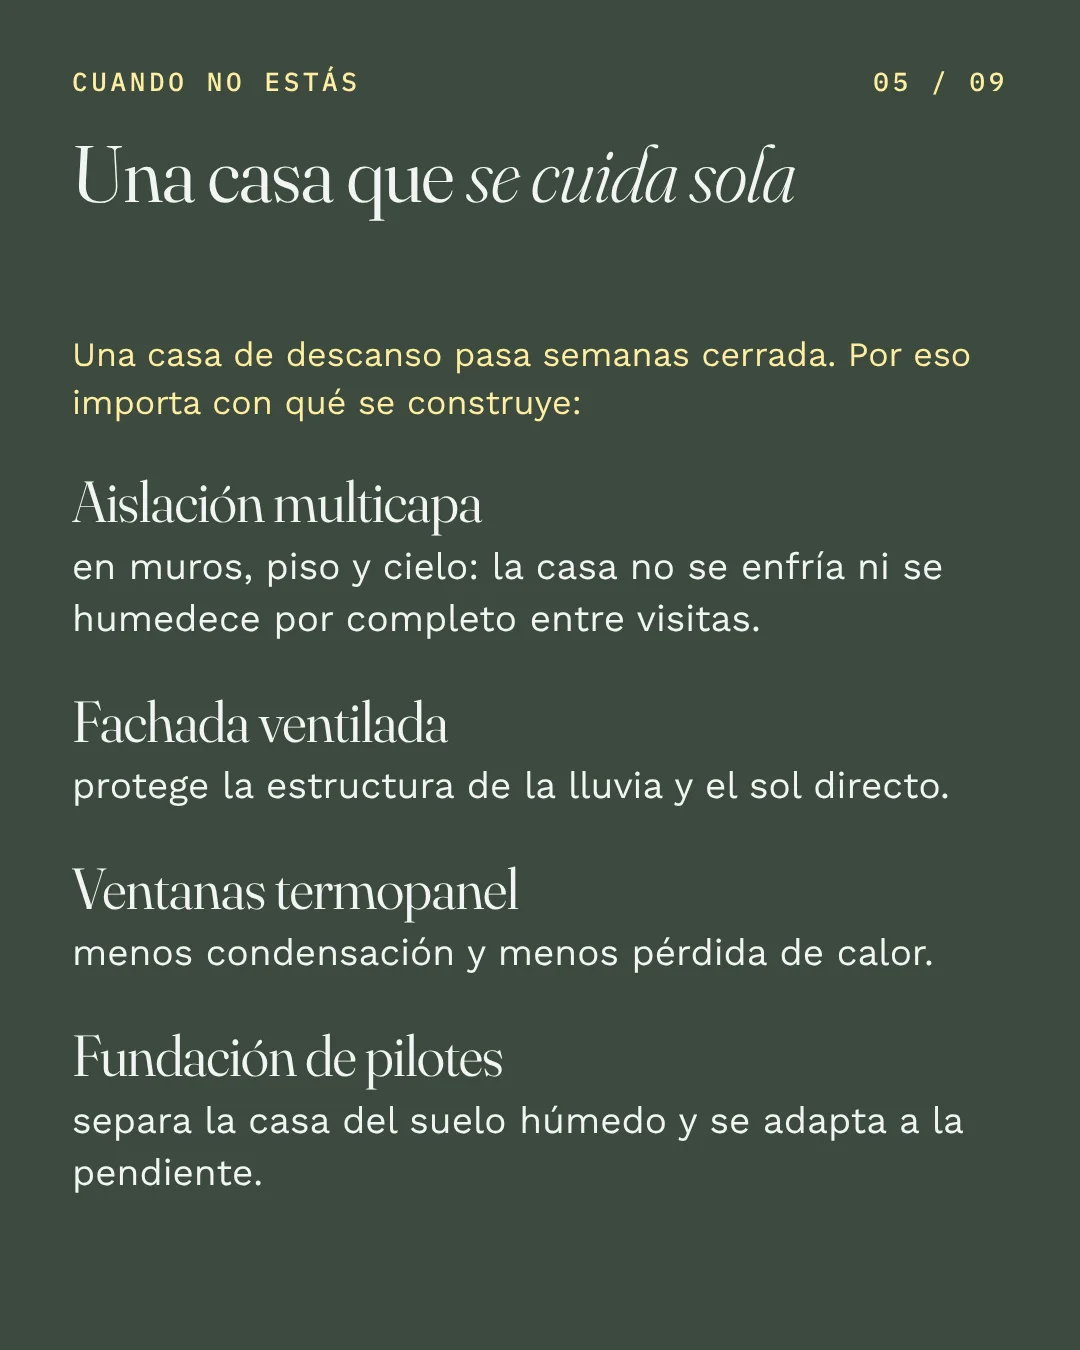 CUANDO NO ESTÁS
05 / 09
Una casa que se cuida sola
Una casa de descanso pasa semanas cerrada. Por eso
importa con qué se construye:
Aislación multicapa
en muros, piso y cielo: la casa no se enfría ni se
humedece por completo entre visitas.
Fachada ventilada
protege la estructura de la lluvia y el sol directo.
Ventanas termopanel
menos condensación y menos pérdida de calor.
Fundación de pilotes
separa la casa del suelo húmedo y se adapta a la
pendiente.